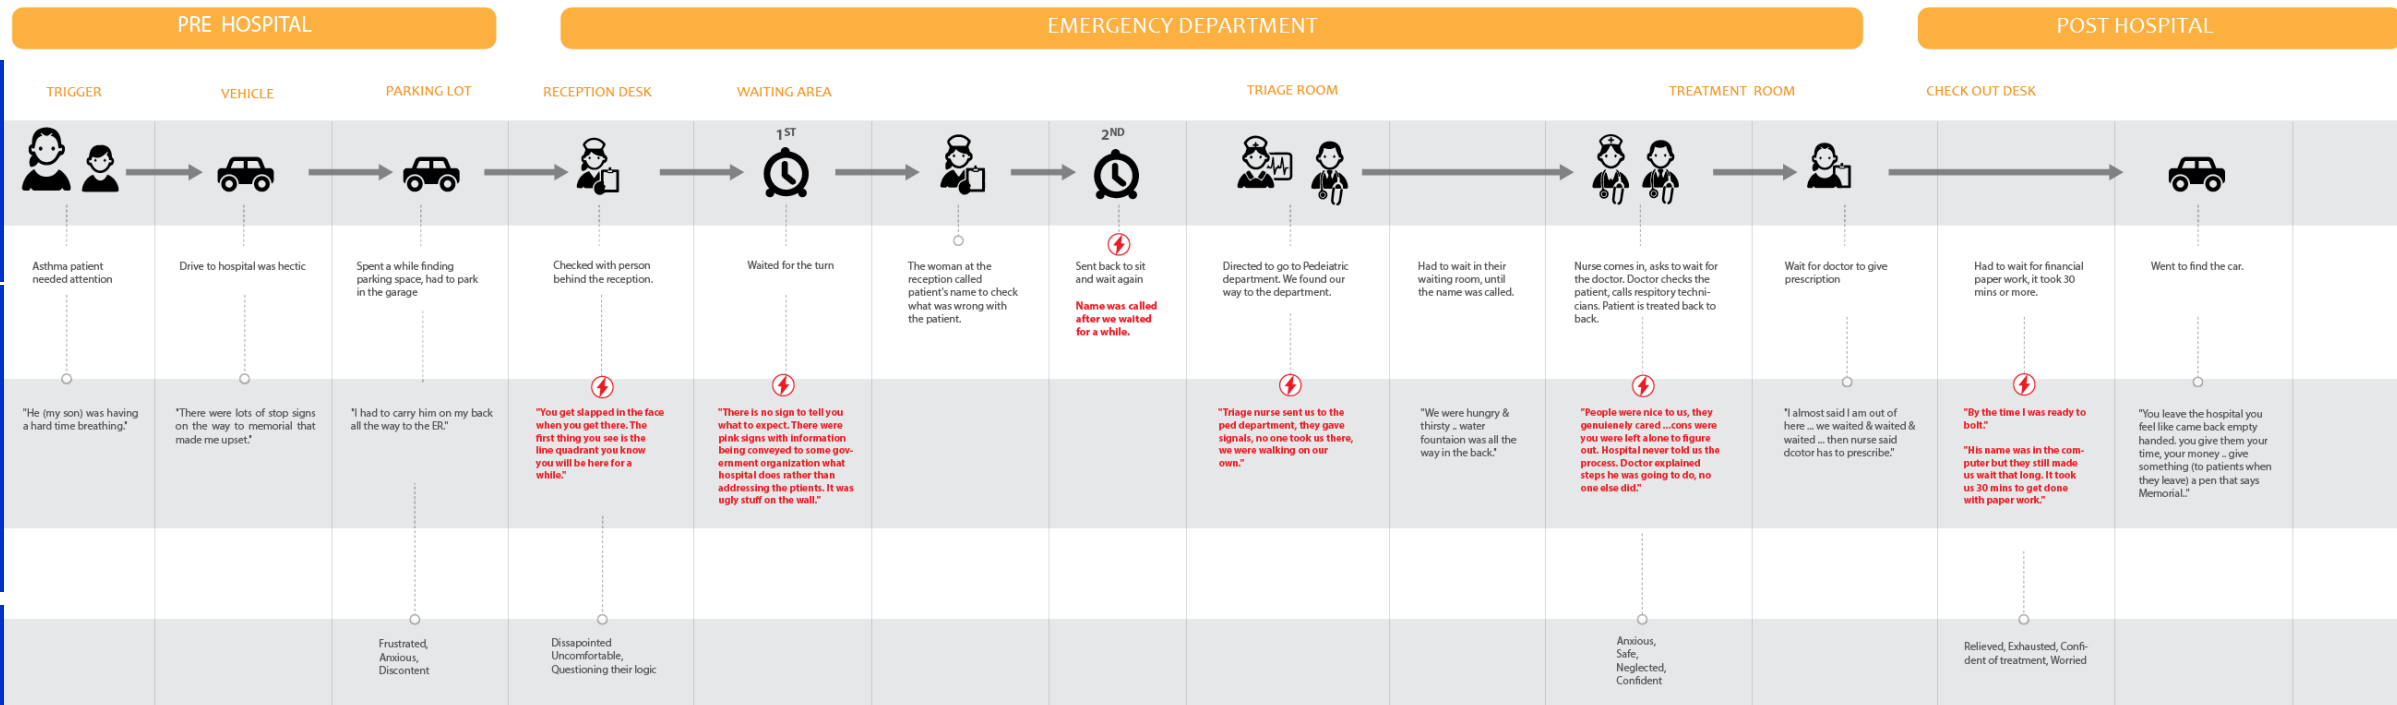 PRE HOSPITAL
EMERGENCY DEPARTMENT
POST HOSPITAL
TRIGGER
VEHICLE
PARKING LOT
RECEPTION DESK
WAITING AREA
TRIAGE ROOM
TREATMENT ROOM
CHECK OUT DESK
1ST
2ND
Asthma patient
needed attention
Drive to hospital was hectic
Spent a while finding
parking space, had to park
in the garage
Checked with person
behind the reception.
Waited for the turn
The woman at the
reception called
patient's name to check
what was wrong with
the patient.
Sent back to sit
and wait again
Name was called
after we waited
for a while.
Directed to go to Pedeiatric
department. We found our
way to the department.
Had to wait in their
waiting room, until
the name was called.
Nurse comes in, asks to wait for
the doctor. Doctor checks the
patient, calls respitory techni-
cians. Patient is treated back to
back.
Wait for doctor to give
prescription
Had to wait for financial
paper work, it took 30
mins or more.
Went to find the car.
"He (my son) was having
a hard time breathing."
"There were lots of stop signs
on the way to memorial that
made me upset."
"I had to carry him on my back
all the way to the ER."
"You get slapped in the face
when you get there. The
first thing you see is the
line quadrant you know
you will be here for a
while."
"There is no sign to tell you
what to expect. There were
pink signs with information
being conveyed to some gov-
ernment organization what
hospital does rather than
addressing the ptients. It was
ugly stuff on the wall."
"Triage nurse sent us to the
ped department, they gave
signals, no one took us there,
we were walking on our
own."
"We were hungry &
thirsty .. water
fountaion was all the
way in the back."
"People were nice to us, they
genuienely cared ...cons were
you were left alone to figure
out. Hospital never told us the
process. Doctor explained
steps he was going to do, no
one else did."
"I almost said I am out of
here ... we waited & waited &
waited ... then nurse said
dcotor has to prescribe."
"By the time I was ready to
bolt."
"His name was in the com-
puter but they still made
us wait that long. It took
us 30 mins to get done
with paper work."
"You leave the hospital you
feel like came back empty
handed. you give them your
time, your money .. give
something (to patients when
they leave) a pen that says
Memorial.."
Frustrated,
Anxious,
Discontent
Dissapointed
Uncomfortable,
Questioning their logic
Anxious,
Safe,
Neglected,
Confident
Relieved, Exhausted, Confi-
dent of treatment, Worried